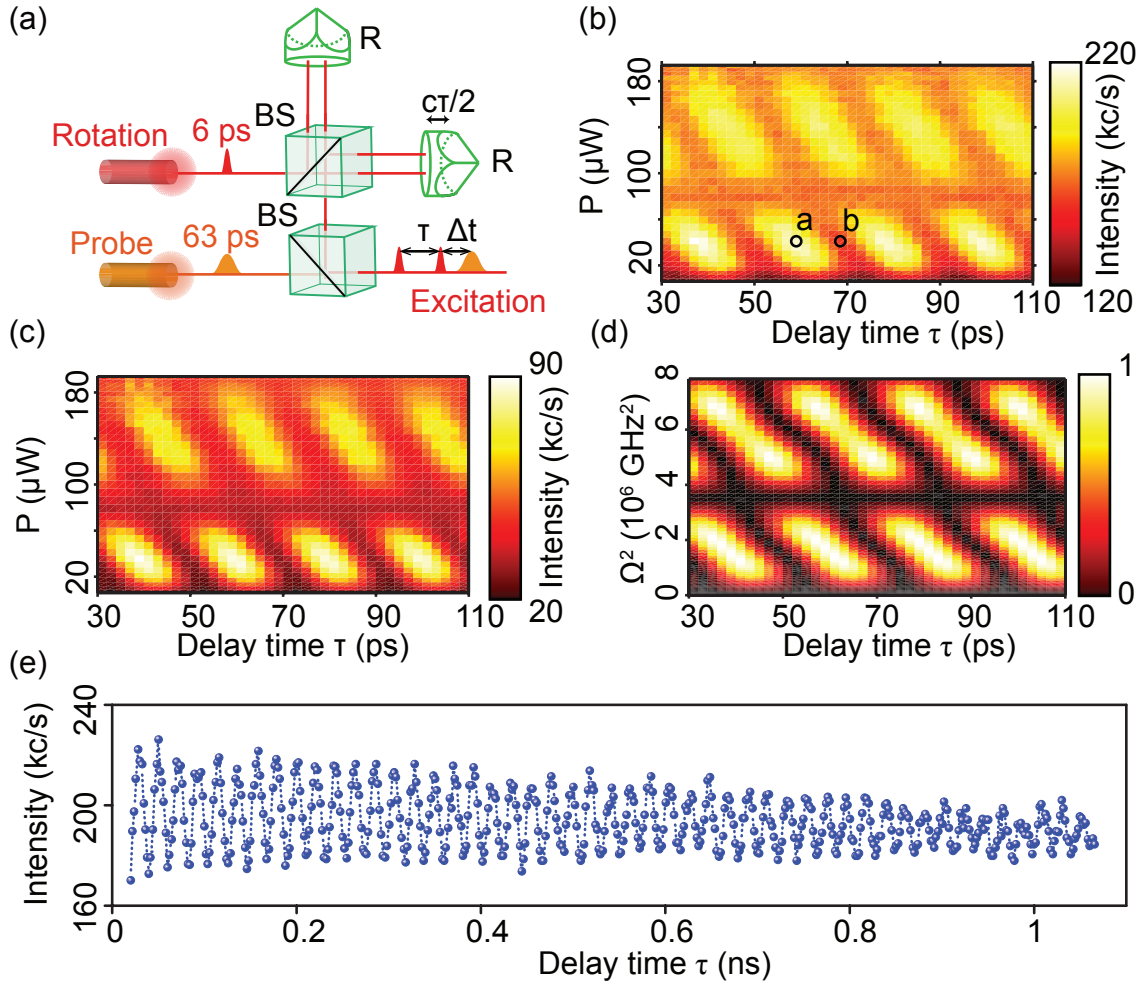 (a)
R
cτ/2
BS
Rotation
6 ps
R
BS
Probe
63 ps
τ
Δt
Excitation
(b)
P (μW)
180
100
20
a
b
30
50
70
90
110
Delay time τ (ps)
220
Intensity (kc/s)
120
(c)
P (μW)
180
100
20
30
50
70
90
110
Delay time τ (ps)
90
Intensity (kc/s)
20
(d)
Ω² (10⁶ GHz²)
8
6
4
2
0
30
50
70
90
110
Delay time τ (ps)
1
0
(e)
Intensity (kc/s)
240
200
160
0
0.2
0.4
0.6
0.8
1
Delay time τ (ns)